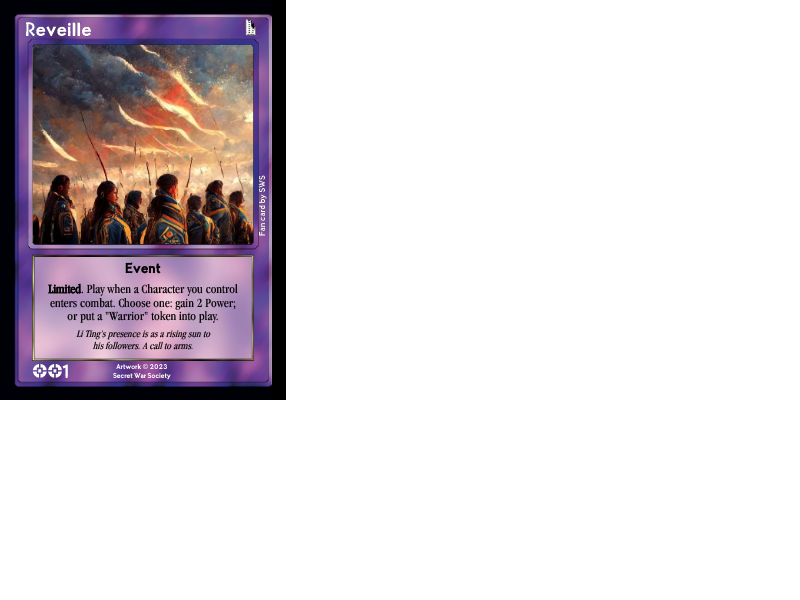 Reveille
Fan card by SWS
Event
Limited. Play when a Character you control
enters combat. Choose one: gain 2 Power;
or put a "Warrior" token into play.
Li Ting's presence is as a rising sun to
his followers. A call to arms.
1
Artwork © 2023
Secret War Society